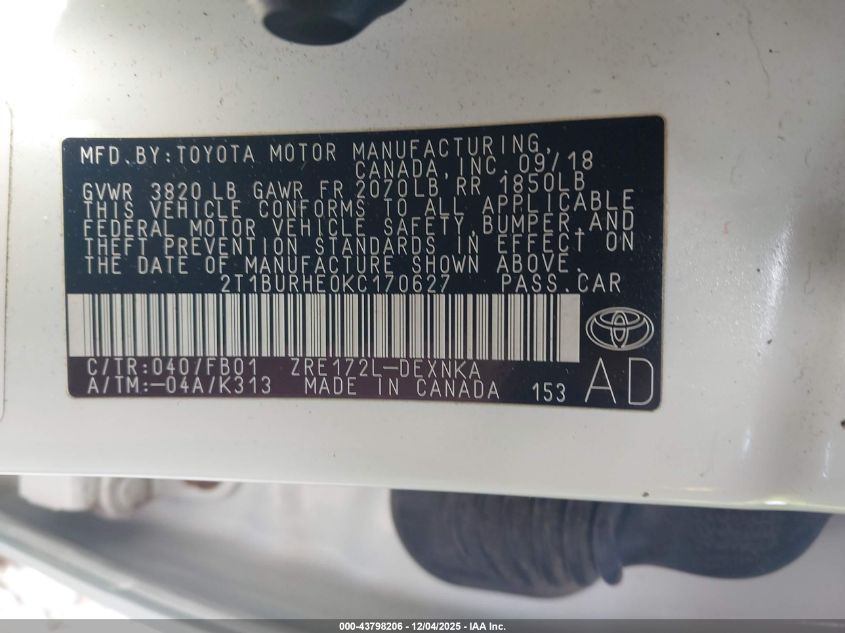 MFD. BY: TOYOTA MOTOR MANUFACTURING,
CANADA, INC. 09/18
GVWR 3820 LB GAWR FR 2070LB RR 1850LB
THIS VEHICLE CONFORMS TO ALL APPLICABLE
FEDERAL MOTOR VEHICLE SAFETY, BUMPER, AND
THEFT PREVENTION STANDARDS IN EFFECT ON
THE DATE OF MANUFACTURE SHOWN ABOVE.
2T1BURHE0KC170627 PASS. CAR
C/TR: 040/FB01 ZRE172L-DEXNKA
A/TM: -04A/K313 MADE IN CANADA 153 AD
000-43798206 - 12/04/2025 - IAA Inc.